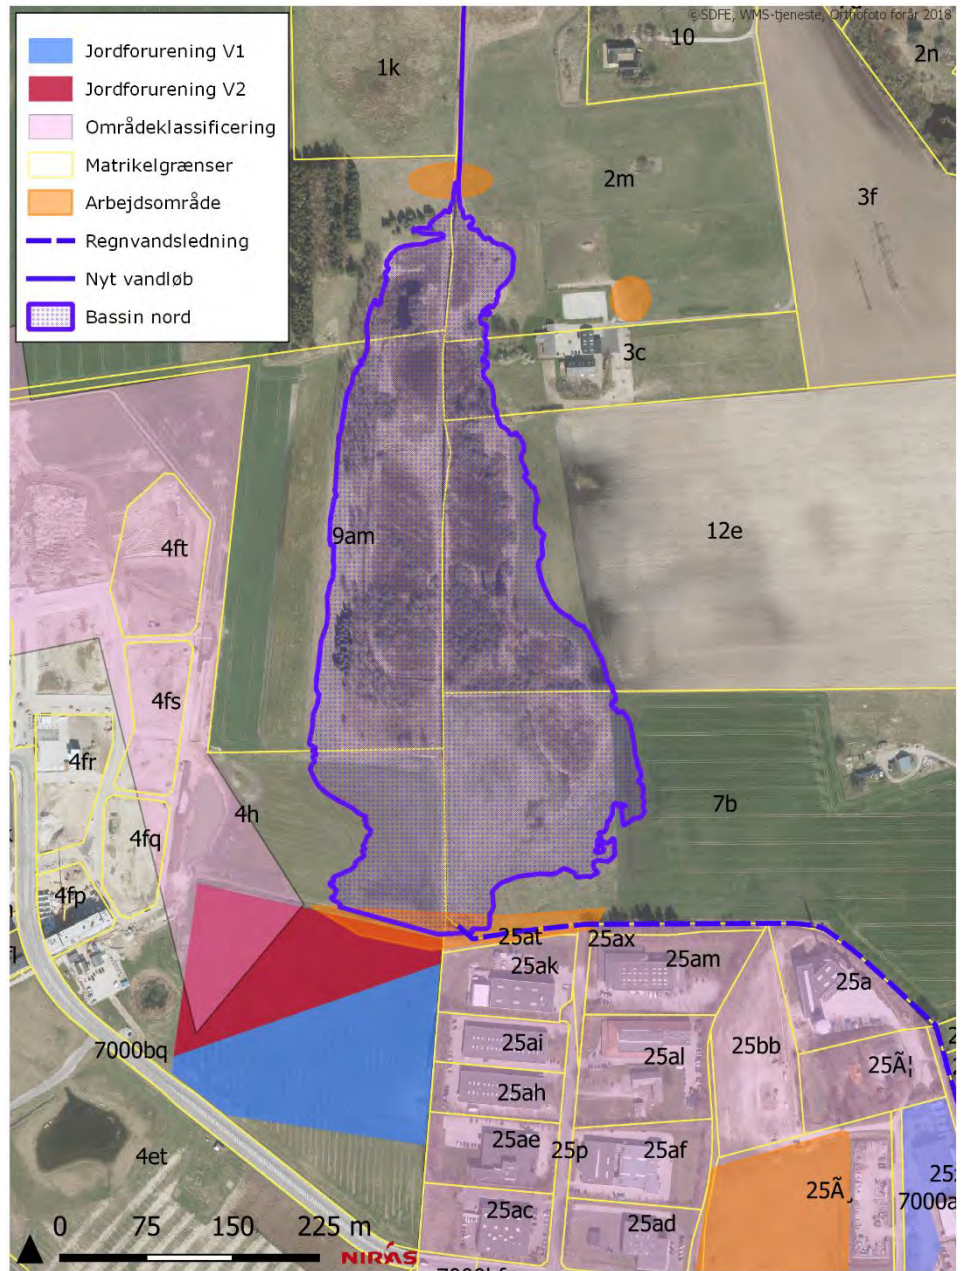 © SDFE, WMS-tjeneste, Ortofoto forår 2018
Jordforurening V1
Jordforurening V2
Områdeklassificering
Matrikelgrænser
Arbejdsområde
Regnvandsledning
Nyt vandløb
Bassin nord
1k
10
2n
2m
3f
3c
9am
12e
4ft
4fs
4fr
4h
4fq
7b
4fp
25at
25ax
25ak
25am
25a
25ai
25al
25bb
25Ã¦
7000bq
25ah
25ae
25p
25af
4et
25Ã¸
7000a
25ac
25ad
0 75 150 225 m
NIRAS